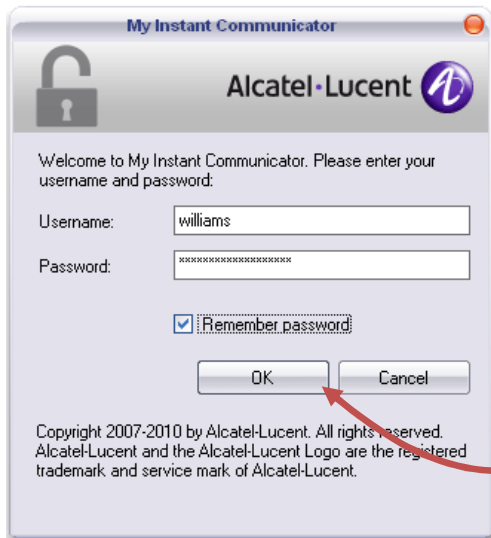 My Instant Communicator
Alcatel·Lucent
Welcome to My Instant Communicator. Please enter your
username and password:
Username: williams
Password: *******************
Remember password
OK Cancel
Copyright 2007-2010 by Alcatel-Lucent. All rights reserved.
Alcatel-Lucent and the Alcatel-Lucent Logo are the registered
trademark and service mark of Alcatel-Lucent.